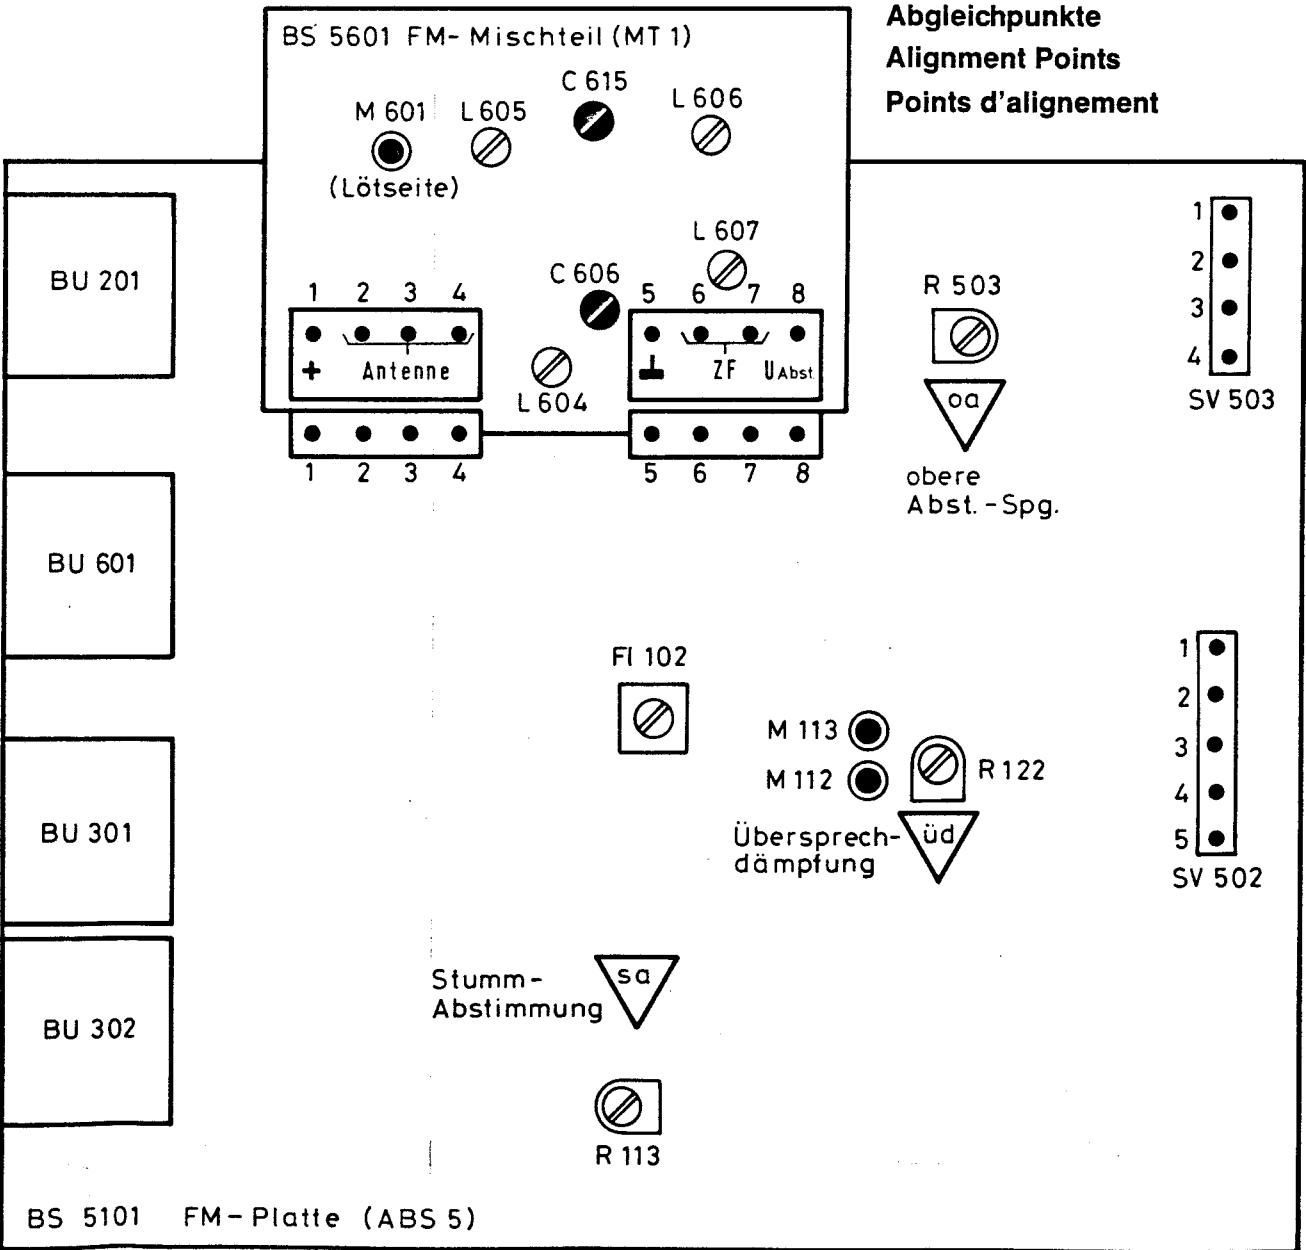 Abgleichpunkte
Alignment Points
Points d'alignement
BS 5601 FM- Mischteil (MT 1)
C 615
M 601
L 605
L 606
(Lötseite)
L 607
C 606
1 2 3 4
5 6 7 8
+ Antenne
ZF UAbst.
L 604
1 2 3 4
5 6 7 8
BU 201
R 503
oa
obere
Abst. - Spg.
1
2
3
4
SV 503
BU 601
FI 102
M 113
M 112
R 122
Übersprech-
dämpfung
üd
1
2
3
4
5
SV 502
BU 301
Stumm-
Abstimmung
sa
BU 302
R 113
BS 5101 FM-Platte (ABS 5)